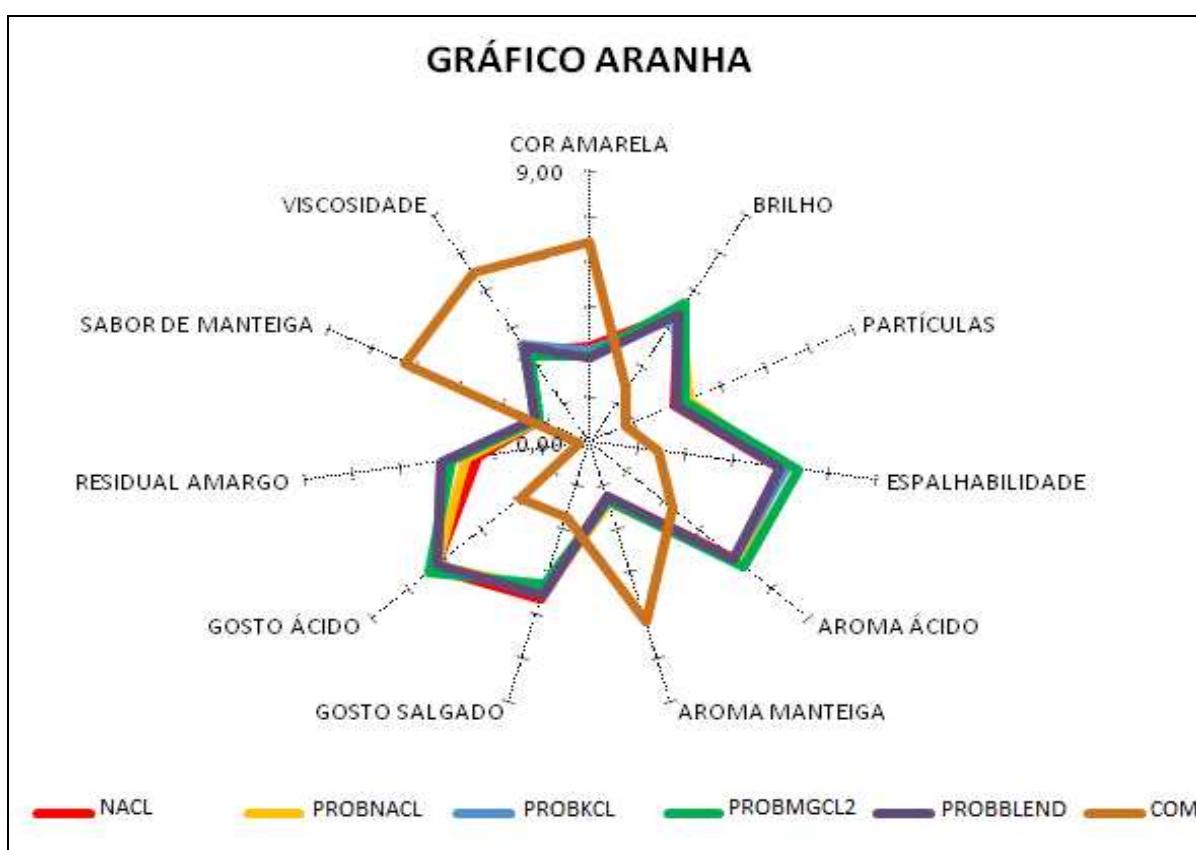 GRÁFICO ARANHA
COR AMARELA
9,00
VISCOSIDADE
BRILHO
SABOR DE MANTEIGA
PARTÍCULAS
0,00
RESIDUAL AMARGO
ESPALHABILIDADE
GOSTO ÁCIDO
AROMA ÁCIDO
GOSTO SALGADO
AROMA MANTEIGA
NACL PROBNACL PROBKCL PROBMGCL2 PROBBLEND COM